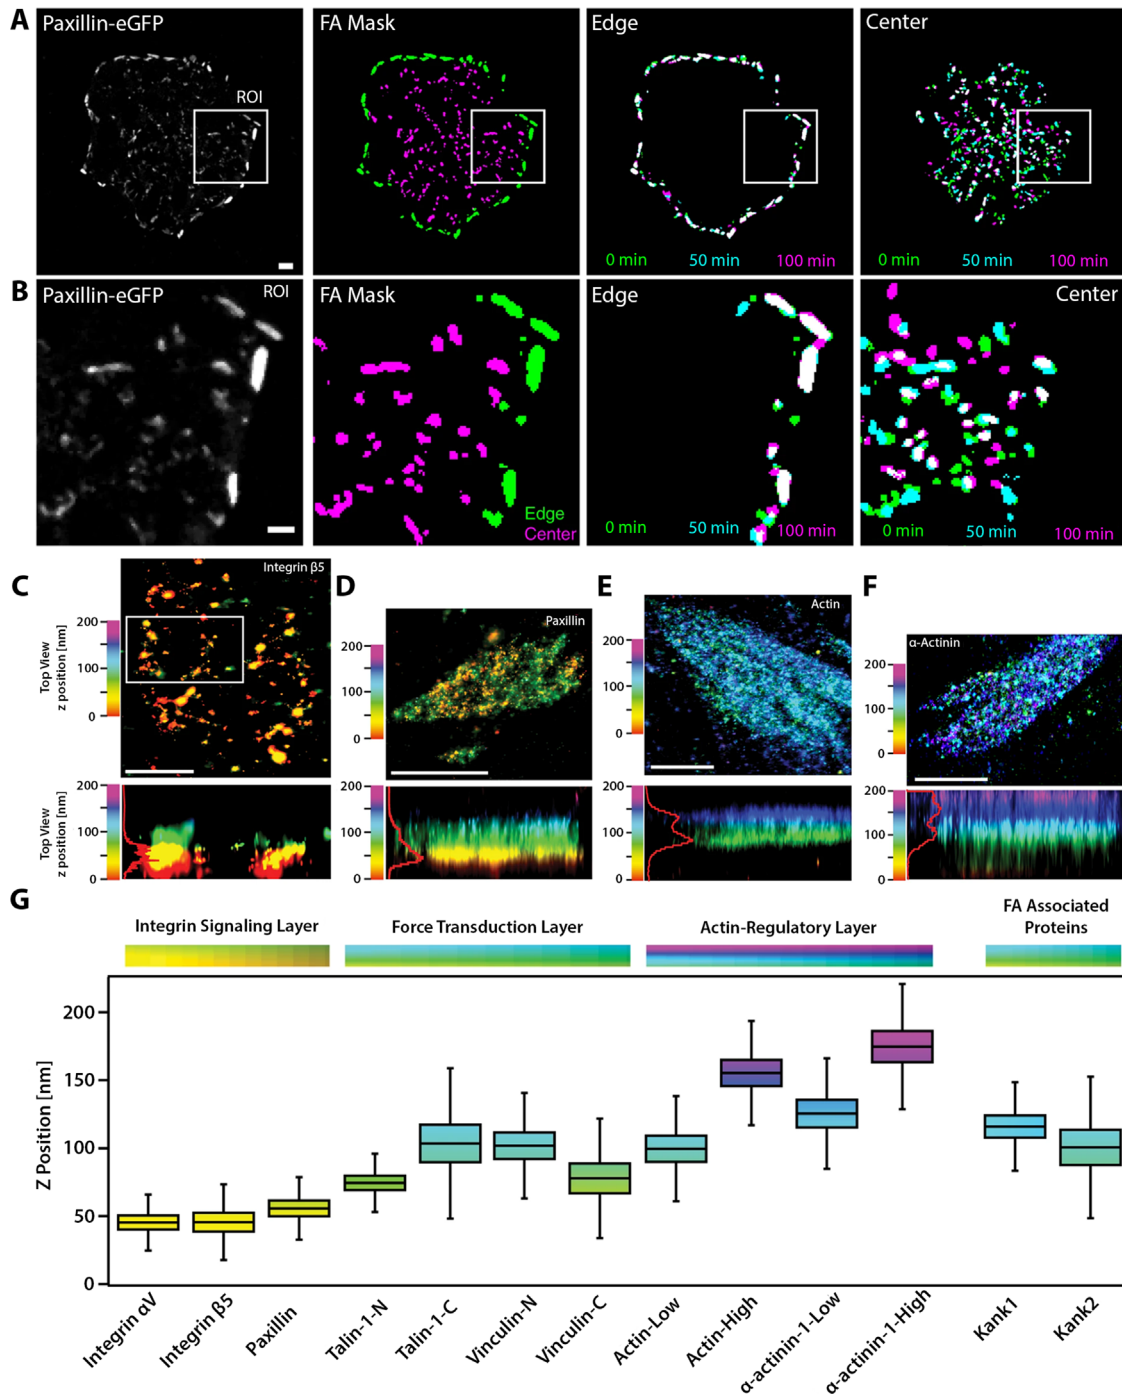 A
Paxillin-eGFP
ROI
FA Mask
Edge
0 min
50 min
100 min
Center
0 min
50 min
100 min
B
Paxillin-eGFP
ROI
FA Mask
Edge
Center
Edge
0 min
50 min
100 min
Center
0 min
50 min
100 min
C
Integrin β5
Top View
z position [nm]
200
100
0
Top View
z position [nm]
200
100
0
D
Paxillin
200
100
0
200
100
0
E
Actin
200
100
0
200
100
0
F
α-Actinin
200
100
0
200
100
0
G
Integrin Signaling Layer
Force Transduction Layer
Actin-Regulatory Layer
FA Associated
Proteins
Z Position [nm]
200
150
100
50
0
Integrin αV
Integrin β5
Paxillin
Talin-1-N
Talin-1-C
Vinculin-N
Vinculin-C
Actin-Low
Actin-High
α-actinin-1-Low
α-actinin-1-High
Kank1
Kank2